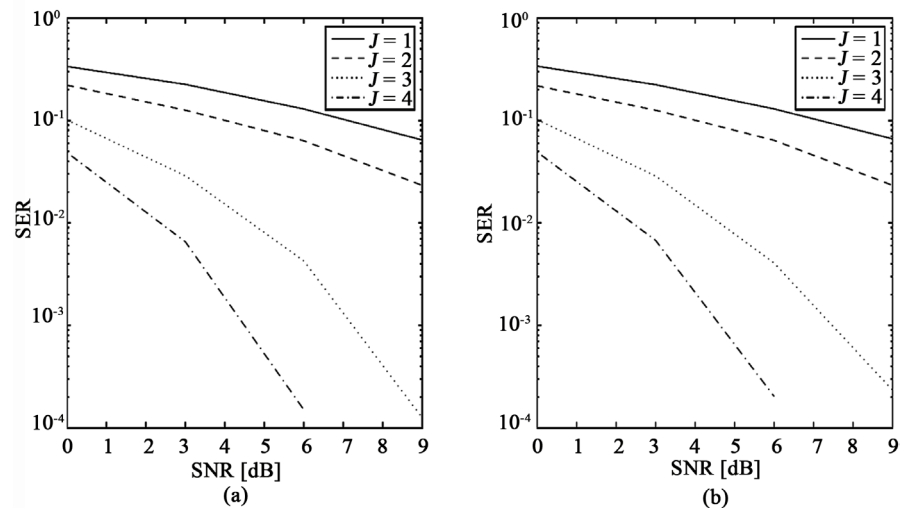 10^0
10^-1
10^-2
10^-3
10^-4
SER
0 1 2 3 4 5 6 7 8 9
SNR [dB]
J = 1
J = 2
J = 3
J = 4
(a)
10^0
10^-1
10^-2
10^-3
10^-4
SER
0 1 2 3 4 5 6 7 8 9
SNR [dB]
J = 1
J = 2
J = 3
J = 4
(b)